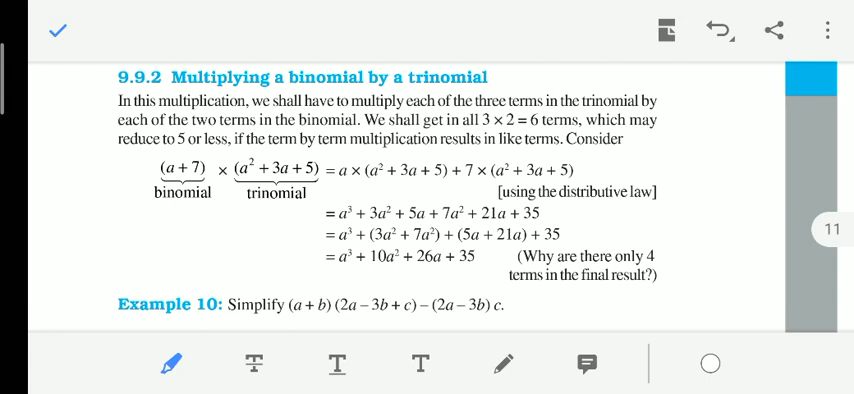 9.9.2 Multiplying a binomial by a trinomial
In this multiplication, we shall have to multiply each of the three terms in the trinomial by
each of the two terms in the binomial. We shall get in all 3 × 2 = 6 terms, which may
reduce to 5 or less, if the term by term multiplication results in like terms. Consider
(a + 7) × (a² + 3a + 5) = a × (a² + 3a + 5) + 7 × (a² + 3a + 5)
binomial trinomial [using the distributive law]
= a³ + 3a² + 5a + 7a² + 21a + 35
= a³ + (3a² + 7a²) + (5a + 21a) + 35
11
= a³ + 10a² + 26a + 35 (Why are there only 4
terms in the final result?)
Example 10: Simplify (a + b) (2a – 3b + c) – (2a – 3b) c.
T T T